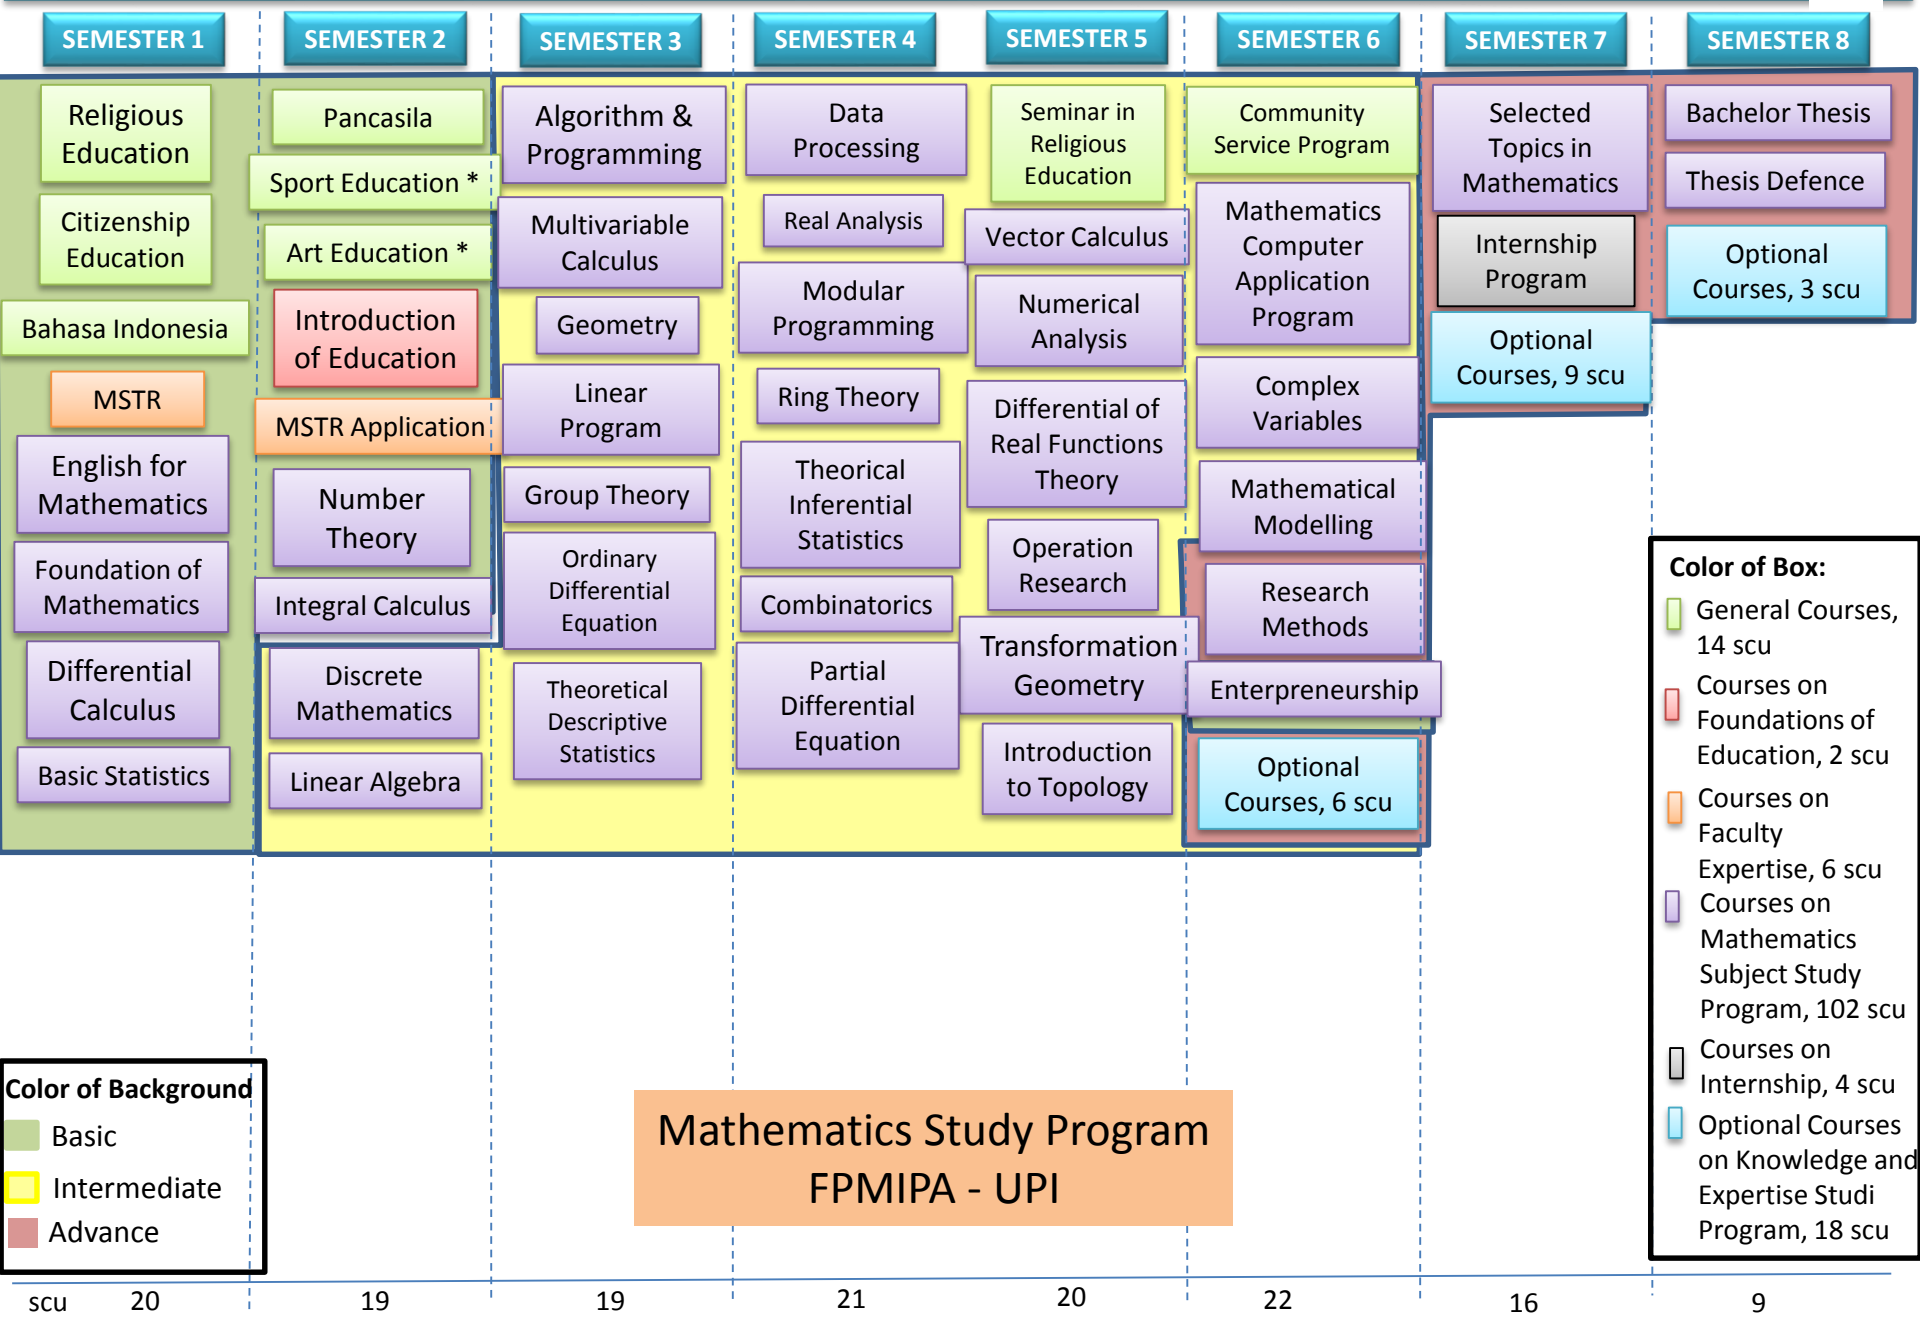 SEMESTER 1
SEMESTER 2
SEMESTER 3
SEMESTER 4
SEMESTER 5
SEMESTER 6
SEMESTER 7
SEMESTER 8
Religious
Education
Citizenship
Education
Bahasa Indonesia
MSTR
English for
Mathematics
Foundation of
Mathematics
Differential
Calculus
Basic Statistics
Pancasila
Sport Education *
Art Education *
Introduction
of Education
MSTR Application
Number
Theory
Integral Calculus
Discrete
Mathematics
Linear Algebra
Algorithm &
Programming
Multivariable
Calculus
Geometry
Linear
Program
Group Theory
Ordinary
Differential
Equation
Theoretical
Descriptive
Statistics
Data
Processing
Real Analysis
Modular
Programming
Ring Theory
Theorical
Inferential
Statistics
Combinatorics
Partial
Differential
Equation
Seminar in
Religious
Education
Vector Calculus
Numerical
Analysis
Differential of
Real Functions
Theory
Operation
Research
Transformation
Geometry
Introduction
to Topology
Community
Service Program
Mathematics
Computer
Application
Program
Complex
Variables
Mathematical
Modelling
Research
Methods
Enterpreneurship
Optional
Courses, 6 scu
Selected
Topics in
Mathematics
Internship
Program
Optional
Courses, 9 scu
Bachelor Thesis
Thesis Defence
Optional
Courses, 3 scu
Color of Box:
General Courses,
14 scu
Courses on
Foundations of
Education, 2 scu
Courses on
Faculty
Expertise, 6 scu
Courses on
Mathematics
Subject Study
Program, 102 scu
Courses on
Internship, 4 scu
Optional Courses
on Knowledge and
Expertise Studi
Program, 18 scu
Color of Background
Basic
Intermediate
Advance
Mathematics Study Program
FPMIPA - UPI
scu 20 19 19 21 20 22 16 9